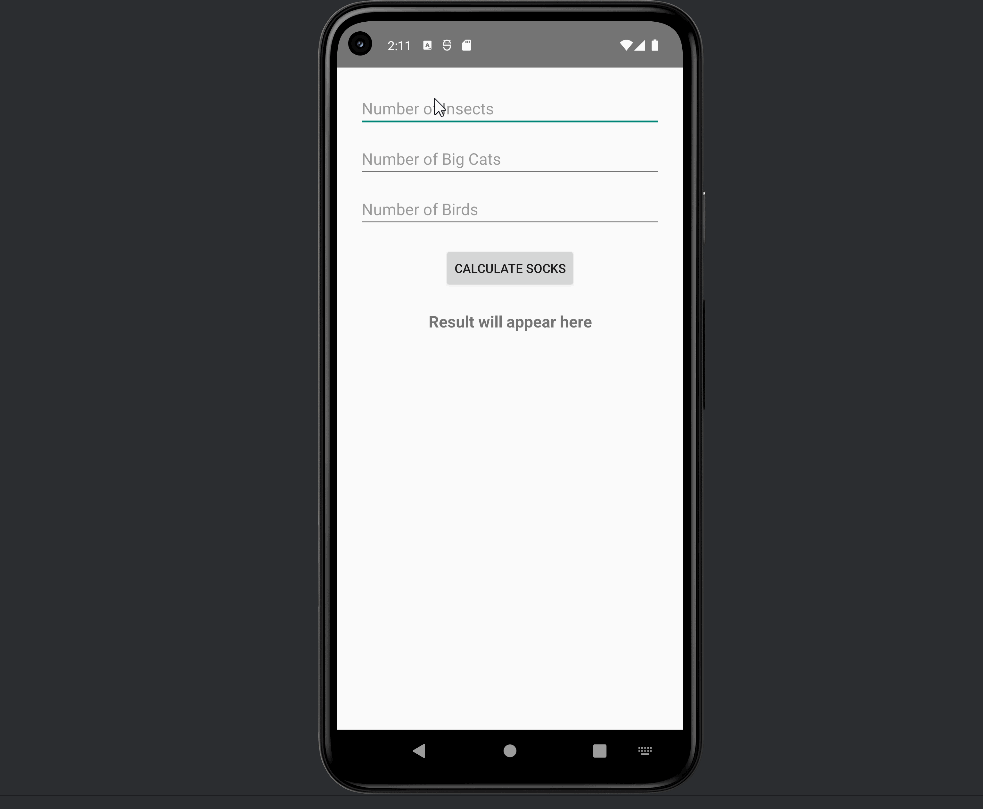 2:11
Number of Insects
Number of Big Cats
Number of Birds
CALCULATE SOCKS
Result will appear here